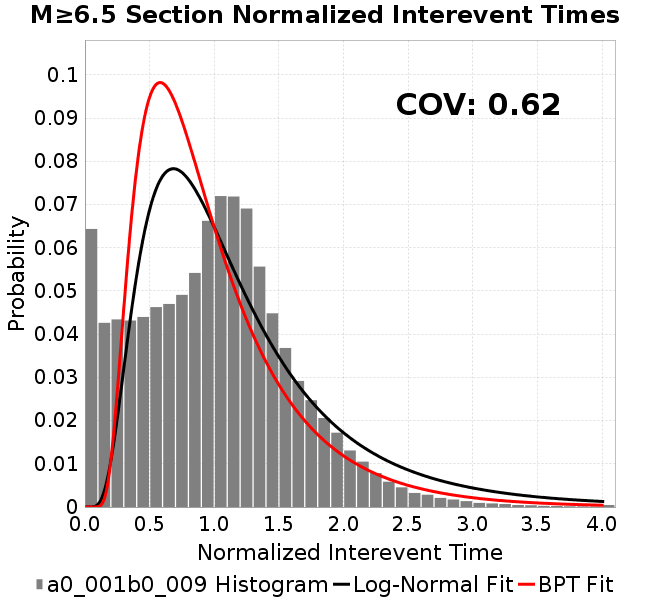 M≥6.5 Section Normalized Interevent Times
COV: 0.62
Probability
0.1
0.09
0.08
0.07
0.06
0.05
0.04
0.03
0.02
0.01
0
0.0 0.5 1.0 1.5 2.0 2.5 3.0 3.5 4.0
Normalized Interevent Time
a0_001b0_009 Histogram Log-Normal Fit BPT Fit